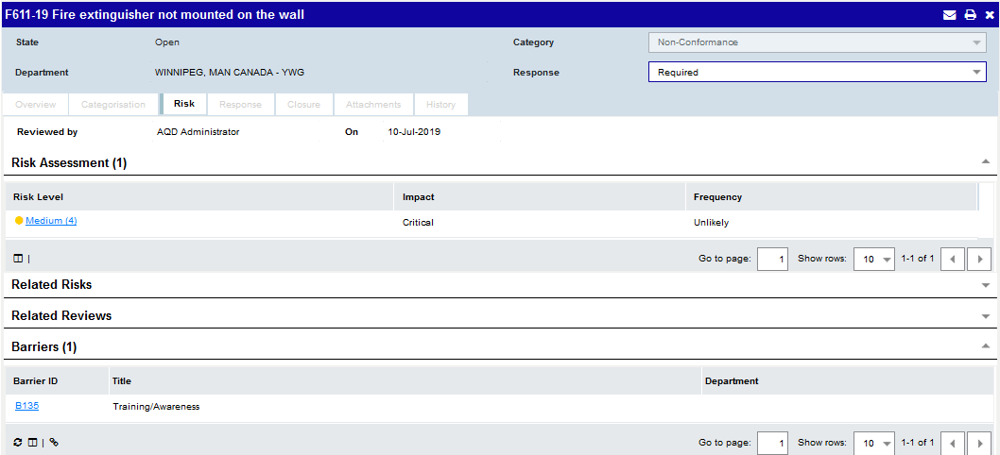 F611-19 Fire extinguisher not mounted on the wall
State Open Category Non-Conformance
Department WINNIPEG, MAN CANADA - YWG Response Required
Overview Categorisation Risk Response Closure Attachments History
Reviewed by AQD Administrator On 10-Jul-2019
Risk Assessment (1)
Risk Level Impact Frequency
Medium (4) Critical Unlikely
| Go to page: 1 Show rows: 10 1-1 of 1
Related Risks
Related Reviews
Barriers (1)
Barrier ID Title Department
B135 Training/Awareness
| Go to page: 1 Show rows: 10 1-1 of 1